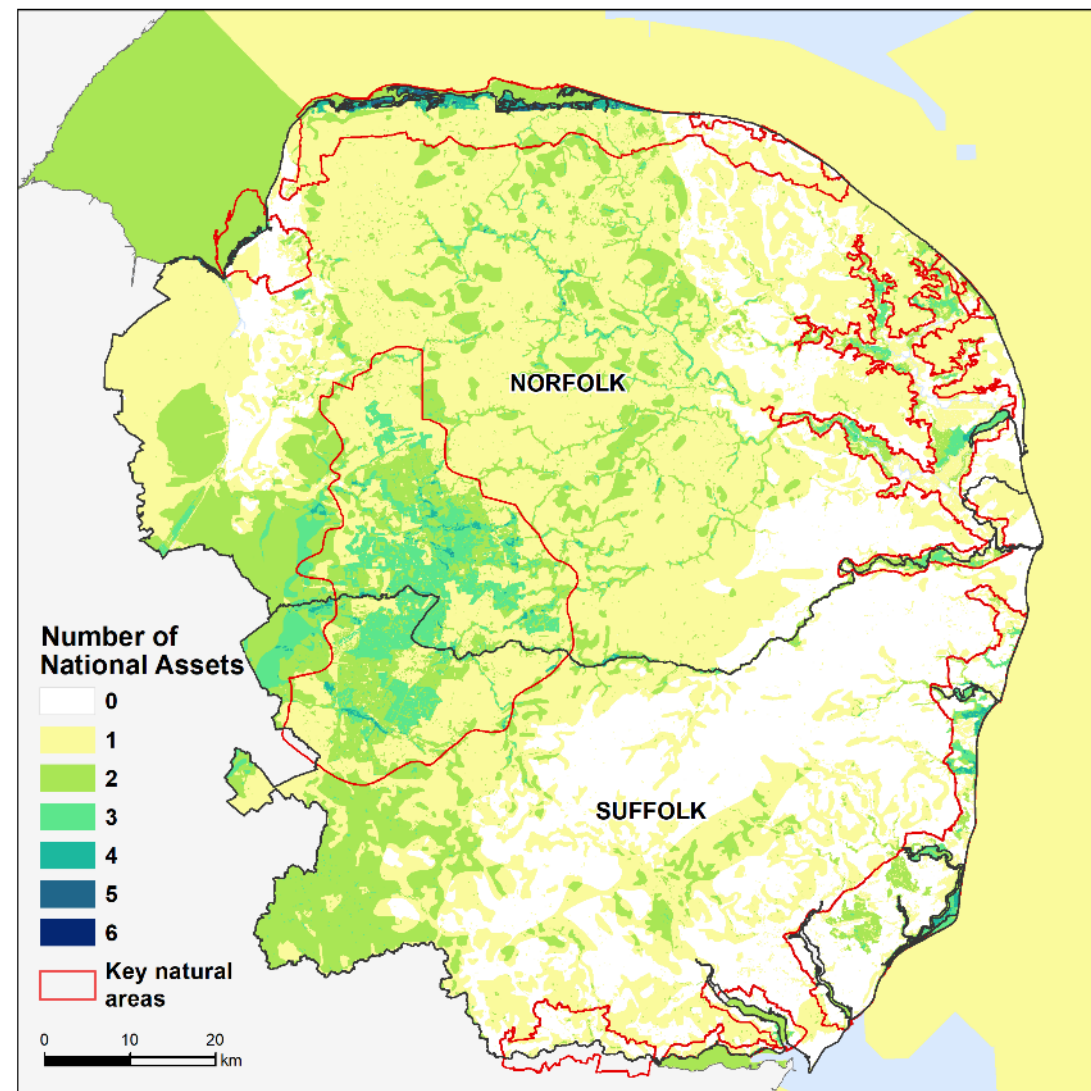 NORFOLK
Number of
National Assets
0
1
2
3
4
5
6
Key natural
areas
SUFFOLK
0 10 20
km